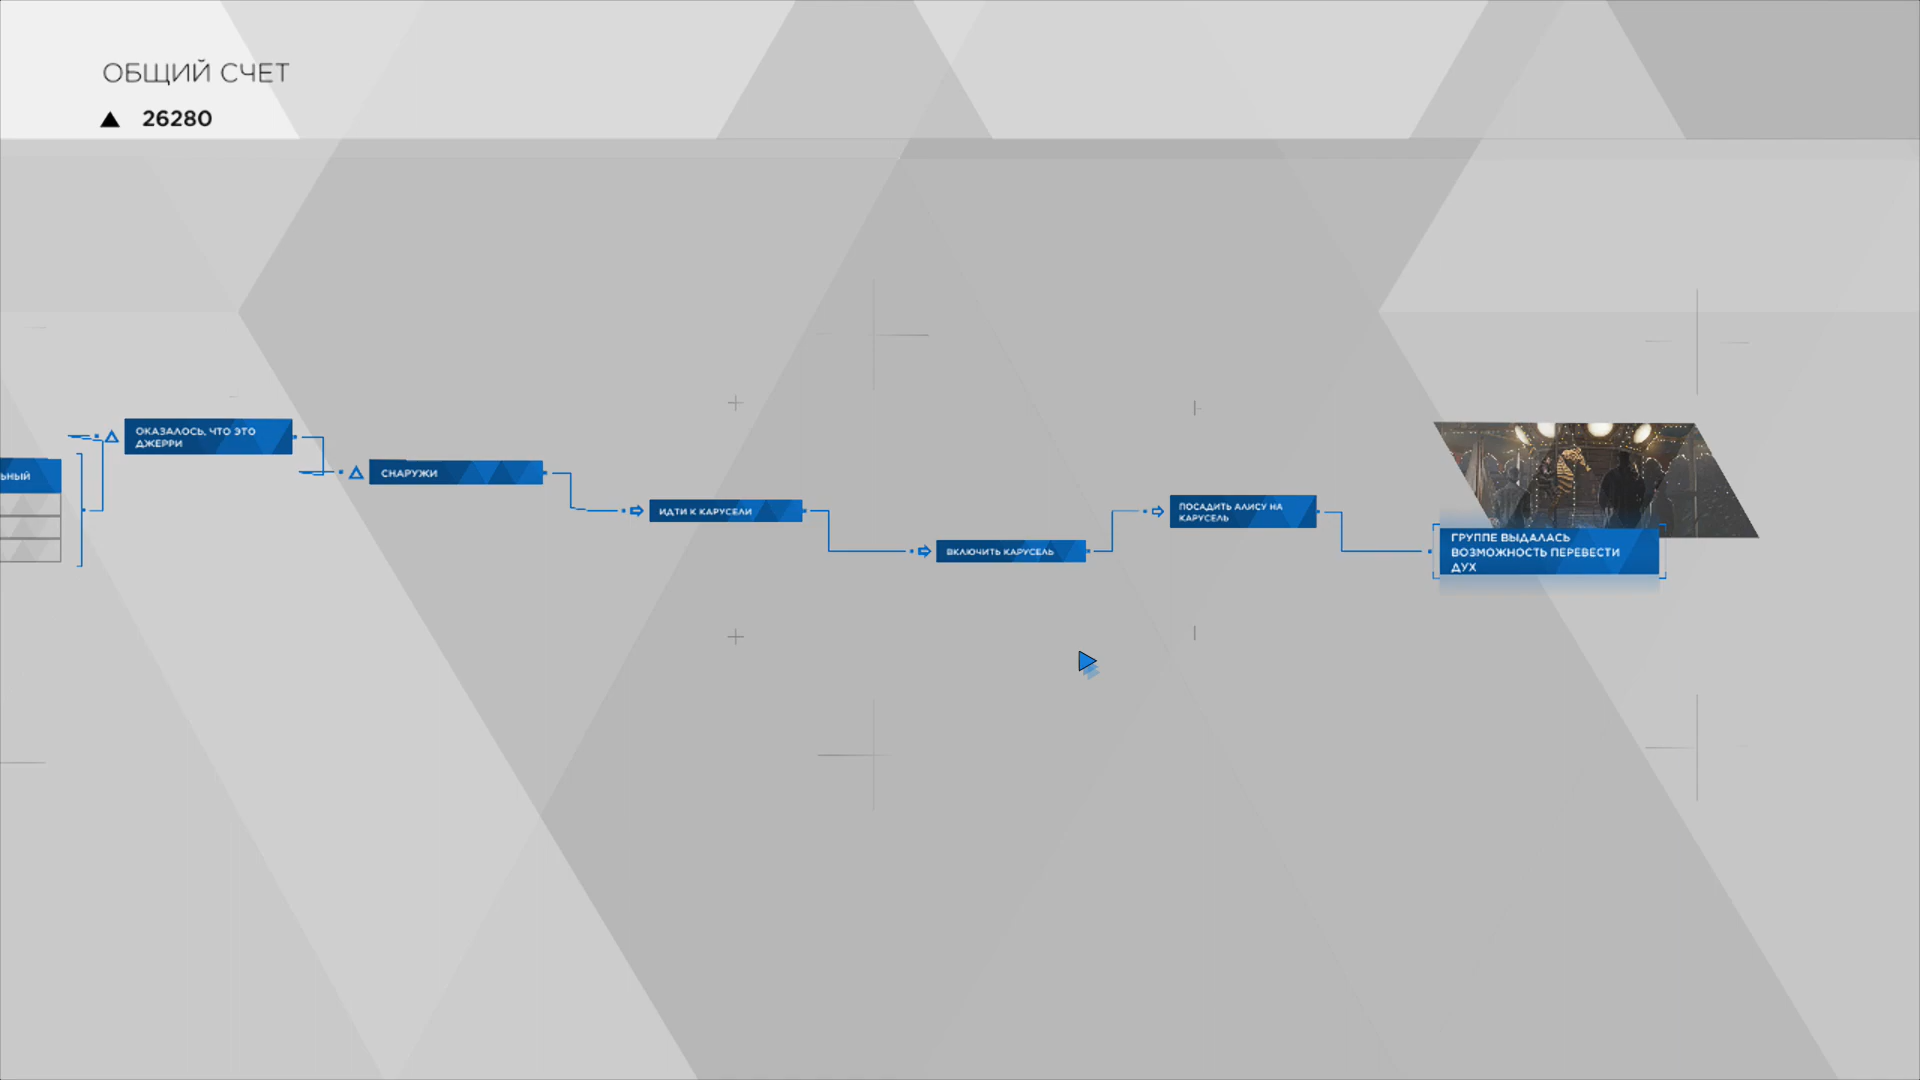 ОБЩИЙ СЧЕТ
26280
ЬНЫЙ
ОКАЗАЛОСЬ, ЧТО ЭТО
ДЖЕРРИ
СНАРУЖИ
ИДТИ К КАРУСЕЛИ
ВКЛЮЧИТЬ КАРУСЕЛЬ
ПОСАДИТЬ АЛИСУ НА
КАРУСЕЛЬ
ГРУППЕ ВЫДАЛАСЬ
ВОЗМОЖНОСТЬ ПЕРЕВЕСТИ
ДУХ